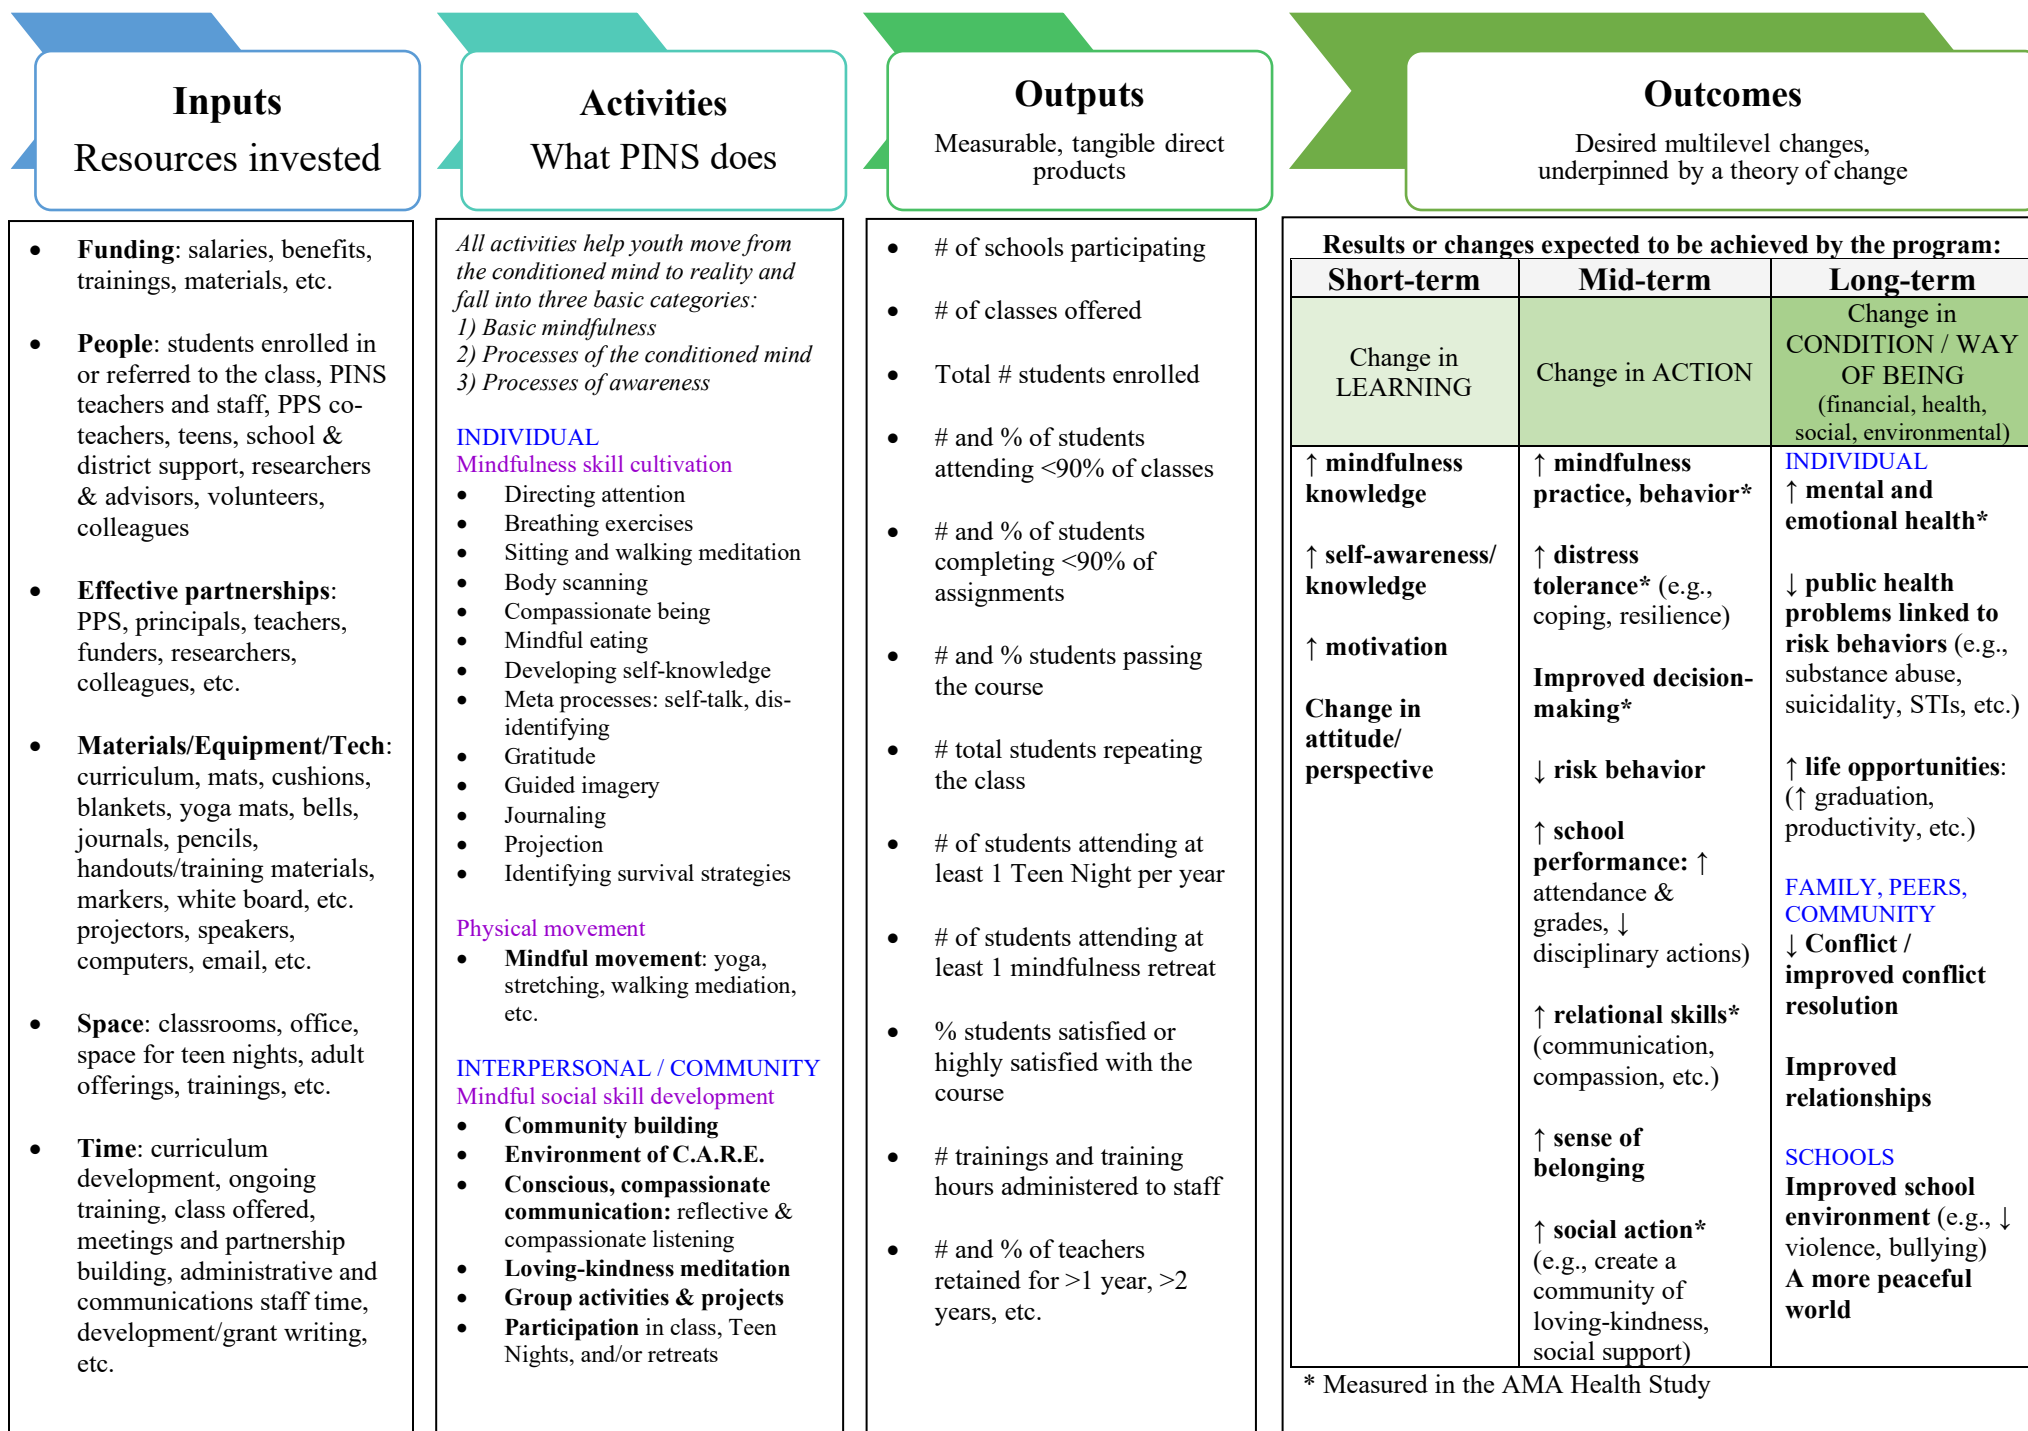 Inputs
Resources invested
• Funding: salaries, benefits,
trainings, materials, etc.
• People: students enrolled in
or referred to the class, PINS
teachers and staff, PPS co-
teachers, teens, school &
district support, researchers
& advisors, volunteers,
colleagues
• Effective partnerships:
PPS, principals, teachers,
funders, researchers,
colleagues, etc.
• Materials/Equipment/Tech:
curriculum, mats, cushions,
blankets, yoga mats, bells,
journals, pencils,
handouts/training materials,
markers, white board, etc.
projectors, speakers,
computers, email, etc.
• Space: classrooms, office,
space for teen nights, adult
offerings, trainings, etc.
• Time: curriculum
development, ongoing
training, class offered,
meetings and partnership
building, administrative and
communications staff time,
development/grant writing,
etc.
Activities
What PINS does
All activities help youth move from
the conditioned mind to reality and
fall into three basic categories:
1) Basic mindfulness
2) Processes of the conditioned mind
3) Processes of awareness
INDIVIDUAL
Mindfulness skill cultivation
• Directing attention
• Breathing exercises
• Sitting and walking meditation
• Body scanning
• Compassionate being
• Mindful eating
• Developing self-knowledge
• Meta processes: self-talk, dis-
identifying
• Gratitude
• Guided imagery
• Journaling
• Projection
• Identifying survival strategies
Physical movement
• Mindful movement: yoga,
stretching, walking mediation,
etc.
INTERPERSONAL / COMMUNITY
Mindful social skill development
• Community building
• Environment of C.A.R.E.
• Conscious, compassionate
communication: reflective &
compassionate listening
• Loving-kindness meditation
• Group activities & projects
• Participation in class, Teen
Nights, and/or retreats
Outputs
Measurable, tangible direct
products
• # of schools participating
• # of classes offered
• Total # students enrolled
• # and % of students
attending <90% of classes
• # and % of students
completing <90% of
assignments
• # and % students passing
the course
• # total students repeating
the class
• # of students attending at
least 1 Teen Night per year
• # of students attending at
least 1 mindfulness retreat
• % students satisfied or
highly satisfied with the
course
• # trainings and training
hours administered to staff
• # and % of teachers
retained for >1 year, >2
years, etc.
Outcomes
Desired multilevel changes,
underpinned by a theory of change
Results or changes expected to be achieved by the program:
Short-term
Change in
LEARNING
↑ mindfulness
knowledge
↑ self-awareness/
knowledge
↑ motivation
Change in
attitude/
perspective
Mid-term
Change in ACTION
↑ mindfulness
practice, behavior*
↑ distress
tolerance* (e.g.,
coping, resilience)
Improved decision-
making*
↓ risk behavior
↑ school
performance: ↑
attendance &
grades, ↓
disciplinary actions)
↑ relational skills*
(communication,
compassion, etc.)
↑ sense of
belonging
↑ social action*
(e.g., create a
community of
loving-kindness,
social support)
Long-term
Change in
CONDITION / WAY
OF BEING
(financial, health,
social, environmental)
INDIVIDUAL
↑ mental and
emotional health*
↓ public health
problems linked to
risk behaviors (e.g.,
substance abuse,
suicidality, STIs, etc.)
↑ life opportunities:
(↑ graduation,
productivity, etc.)
FAMILY, PEERS,
COMMUNITY
↓ Conflict /
improved conflict
resolution
Improved
relationships
SCHOOLS
Improved school
environment (e.g., ↓
violence, bullying)
A more peaceful
world
* Measured in the AMA Health Study